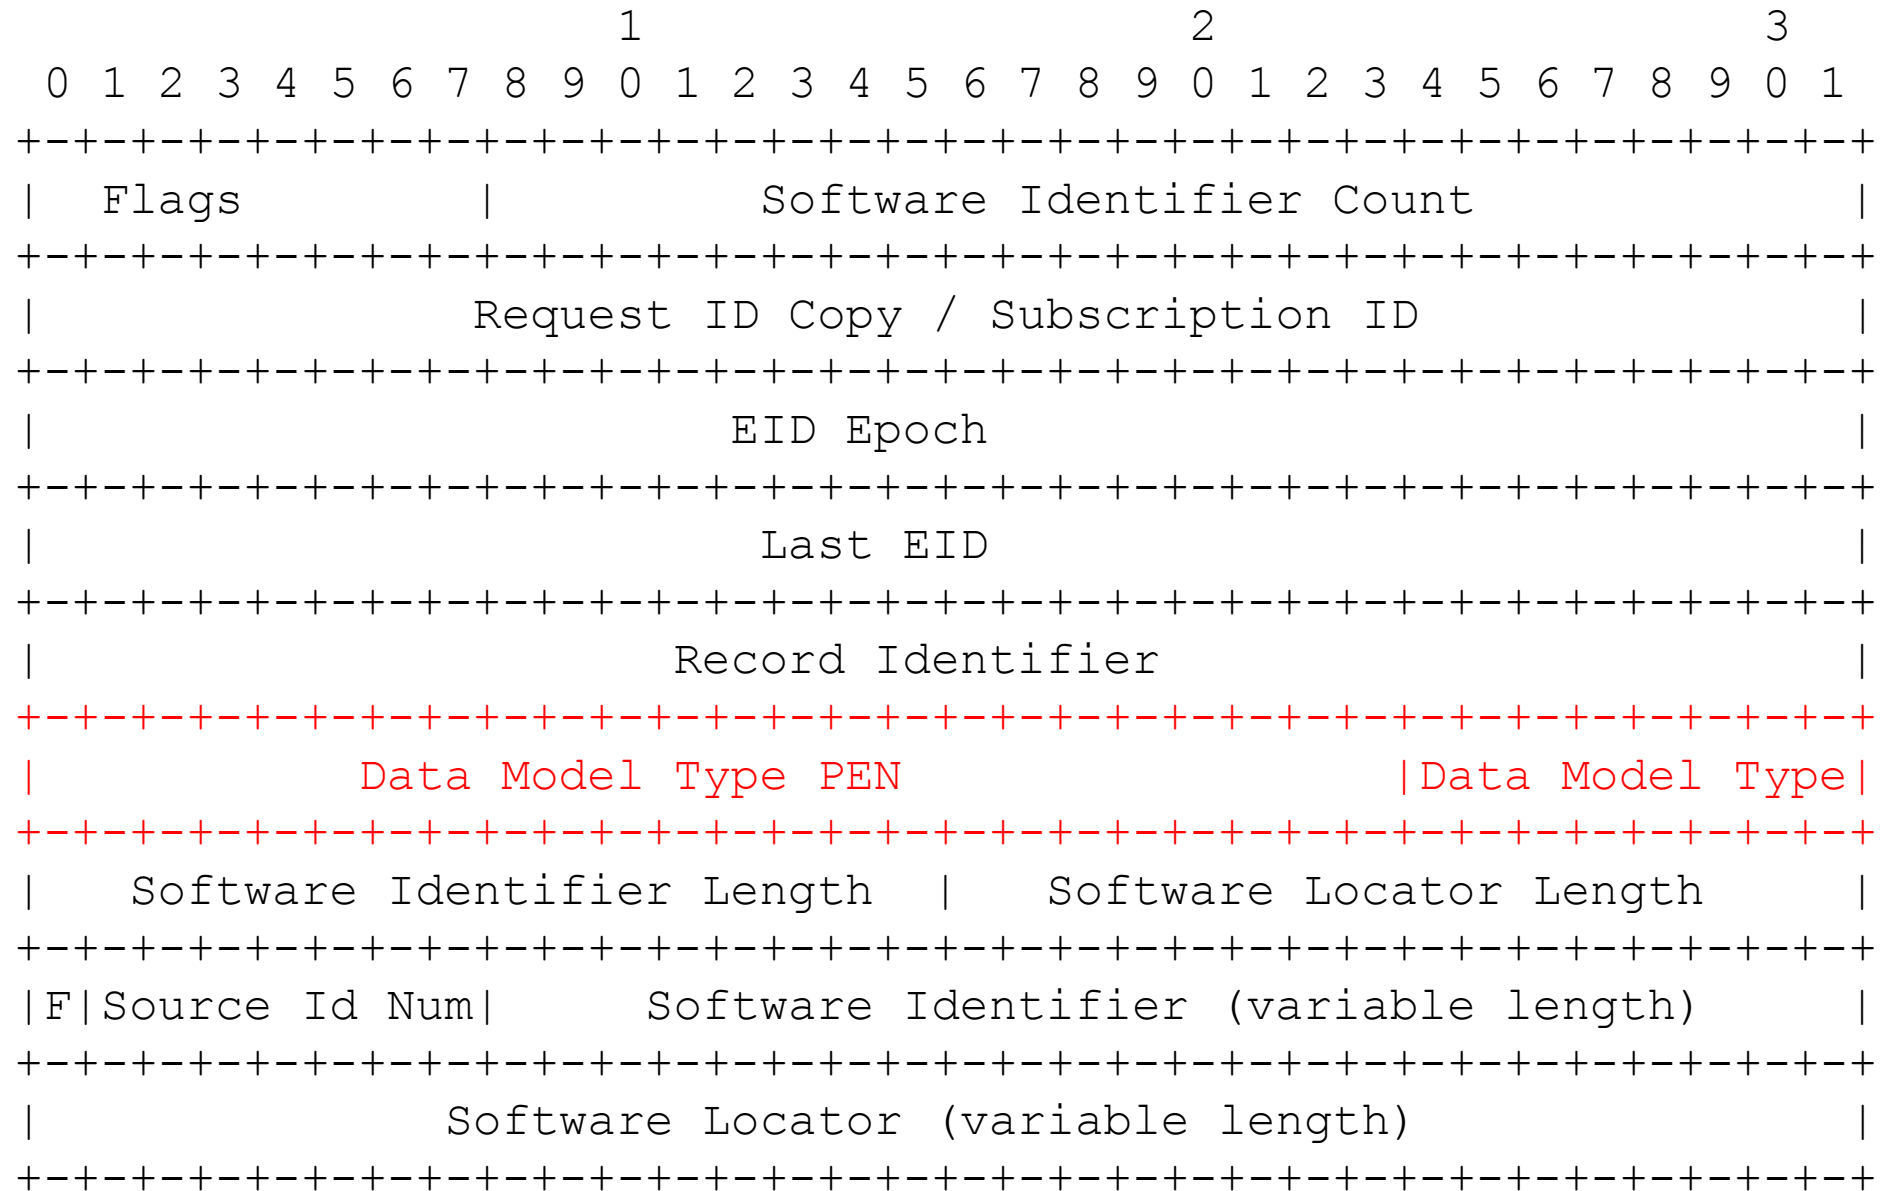 1                   2                   3
 0 1 2 3 4 5 6 7 8 9 0 1 2 3 4 5 6 7 8 9 0 1 2 3 4 5 6 7 8 9 0 1
+-+-+-+-+-+-+-+-+-+-+-+-+-+-+-+-+-+-+-+-+-+-+-+-+-+-+-+-+-+-+-+-+
|  Flags        |         Software Identifier Count             |
+-+-+-+-+-+-+-+-+-+-+-+-+-+-+-+-+-+-+-+-+-+-+-+-+-+-+-+-+-+-+-+-+
|               Request ID Copy / Subscription ID               |
+-+-+-+-+-+-+-+-+-+-+-+-+-+-+-+-+-+-+-+-+-+-+-+-+-+-+-+-+-+-+-+-+
|                        EID Epoch                              |
+-+-+-+-+-+-+-+-+-+-+-+-+-+-+-+-+-+-+-+-+-+-+-+-+-+-+-+-+-+-+-+-+
|                         Last EID                              |
+-+-+-+-+-+-+-+-+-+-+-+-+-+-+-+-+-+-+-+-+-+-+-+-+-+-+-+-+-+-+-+-+
|                      Record Identifier                        |
+-+-+-+-+-+-+-+-+-+-+-+-+-+-+-+-+-+-+-+-+-+-+-+-+-+-+-+-+-+-+-+-+
|           Data Model Type PEN                 |Data Model Type|
+-+-+-+-+-+-+-+-+-+-+-+-+-+-+-+-+-+-+-+-+-+-+-+-+-+-+-+-+-+-+-+-+
|   Software Identifier Length  |   Software Locator Length     |
+-+-+-+-+-+-+-+-+-+-+-+-+-+-+-+-+-+-+-+-+-+-+-+-+-+-+-+-+-+-+-+-+
|F|Source Id Num|     Software Identifier (variable length)     |
+-+-+-+-+-+-+-+-+-+-+-+-+-+-+-+-+-+-+-+-+-+-+-+-+-+-+-+-+-+-+-+-+
|              Software Locator (variable length)               |
+-+-+-+-+-+-+-+-+-+-+-+-+-+-+-+-+-+-+-+-+-+-+-+-+-+-+-+-+-+-+-+-+